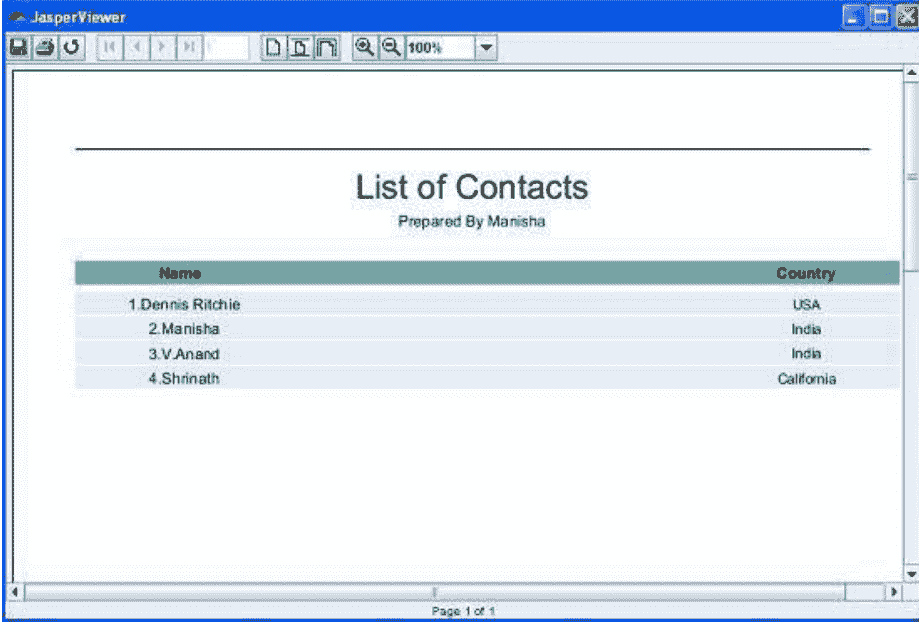 JasperViewer
100%
List of Contacts
Prepared By Manisha
Name Country
1.Dennis Ritchie USA
2.Manisha India
3.V.Anand India
4.Shrinath California
Page 1 of 1